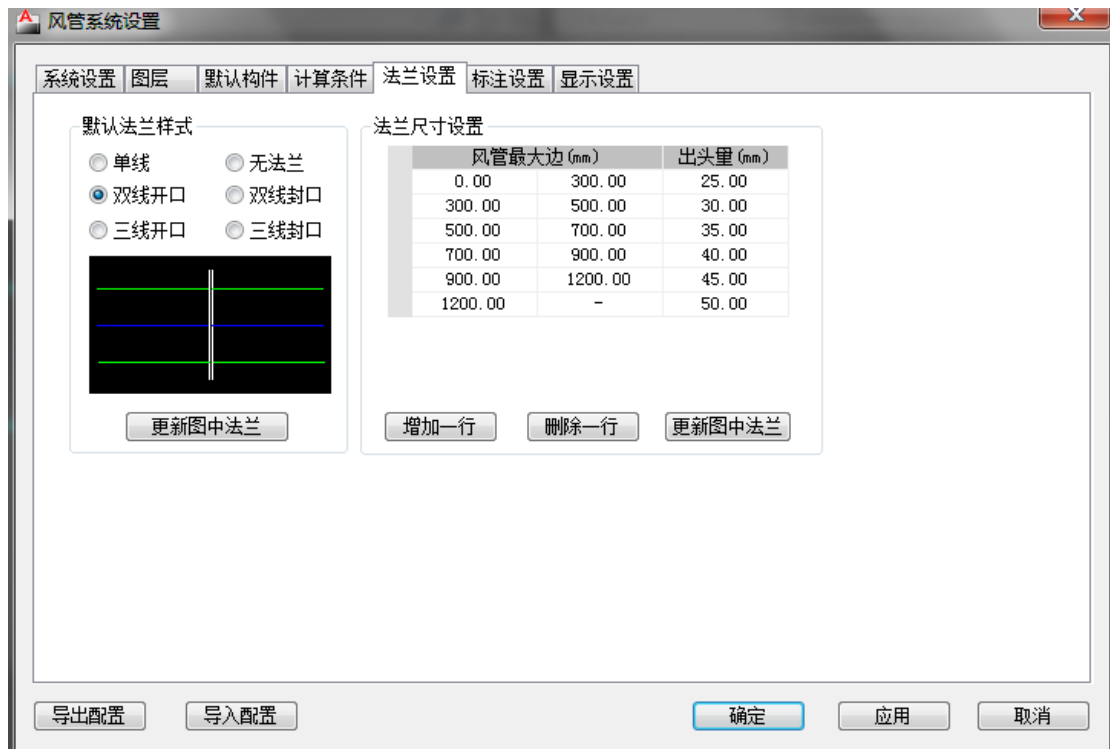 风管系统设置
系统设置 图层 默认构件 计算条件 法兰设置 标注设置 显示设置
默认法兰样式
单线 无法兰
双线开口 双线封口
三线开口 三线封口
更新图中法兰
法兰尺寸设置
风管最大边(mm) 出头量(mm)
0.00 300.00 25.00
300.00 500.00 30.00
500.00 700.00 35.00
700.00 900.00 40.00
900.00 1200.00 45.00
1200.00 - 50.00
增加一行 删除一行 更新图中法兰
导出配置 导入配置 确定 应用 取消